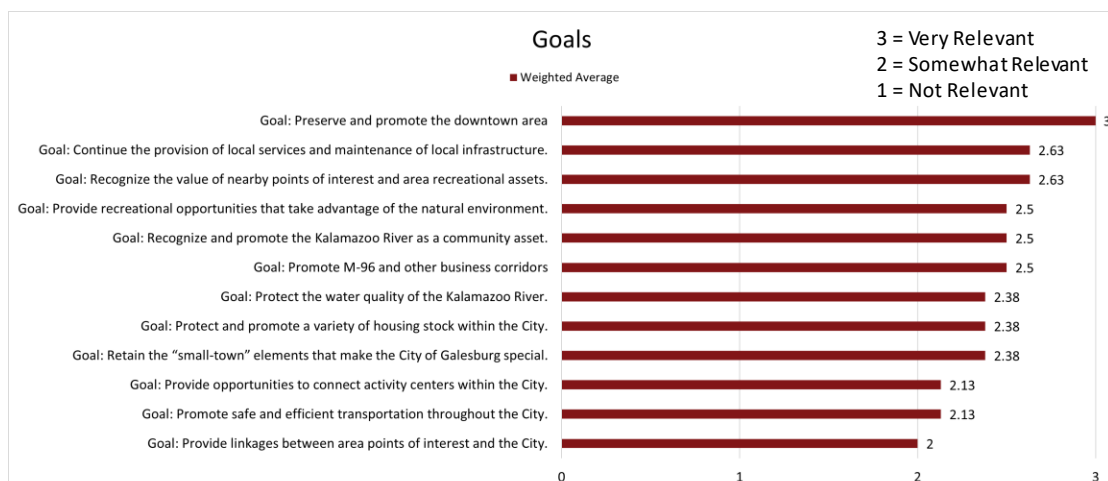 Goals
3 = Very Relevant
2 = Somewhat Relevant
1 = Not Relevant
Weighted Average
Goal: Preserve and promote the downtown area
3
Goal: Continue the provision of local services and maintenance of local infrastructure.
2.63
Goal: Recognize the value of nearby points of interest and area recreational assets.
2.63
Goal: Provide recreational opportunities that take advantage of the natural environment.
2.5
Goal: Recognize and promote the Kalamazoo River as a community asset.
2.5
Goal: Promote M-96 and other business corridors
2.5
Goal: Protect the water quality of the Kalamazoo River.
2.38
Goal: Protect and promote a variety of housing stock within the City.
2.38
Goal: Retain the “small-town” elements that make the City of Galesburg special.
2.38
Goal: Provide opportunities to connect activity centers within the City.
2.13
Goal: Promote safe and efficient transportation throughout the City.
2.13
Goal: Provide linkages between area points of interest and the City.
2
0 1 2 3